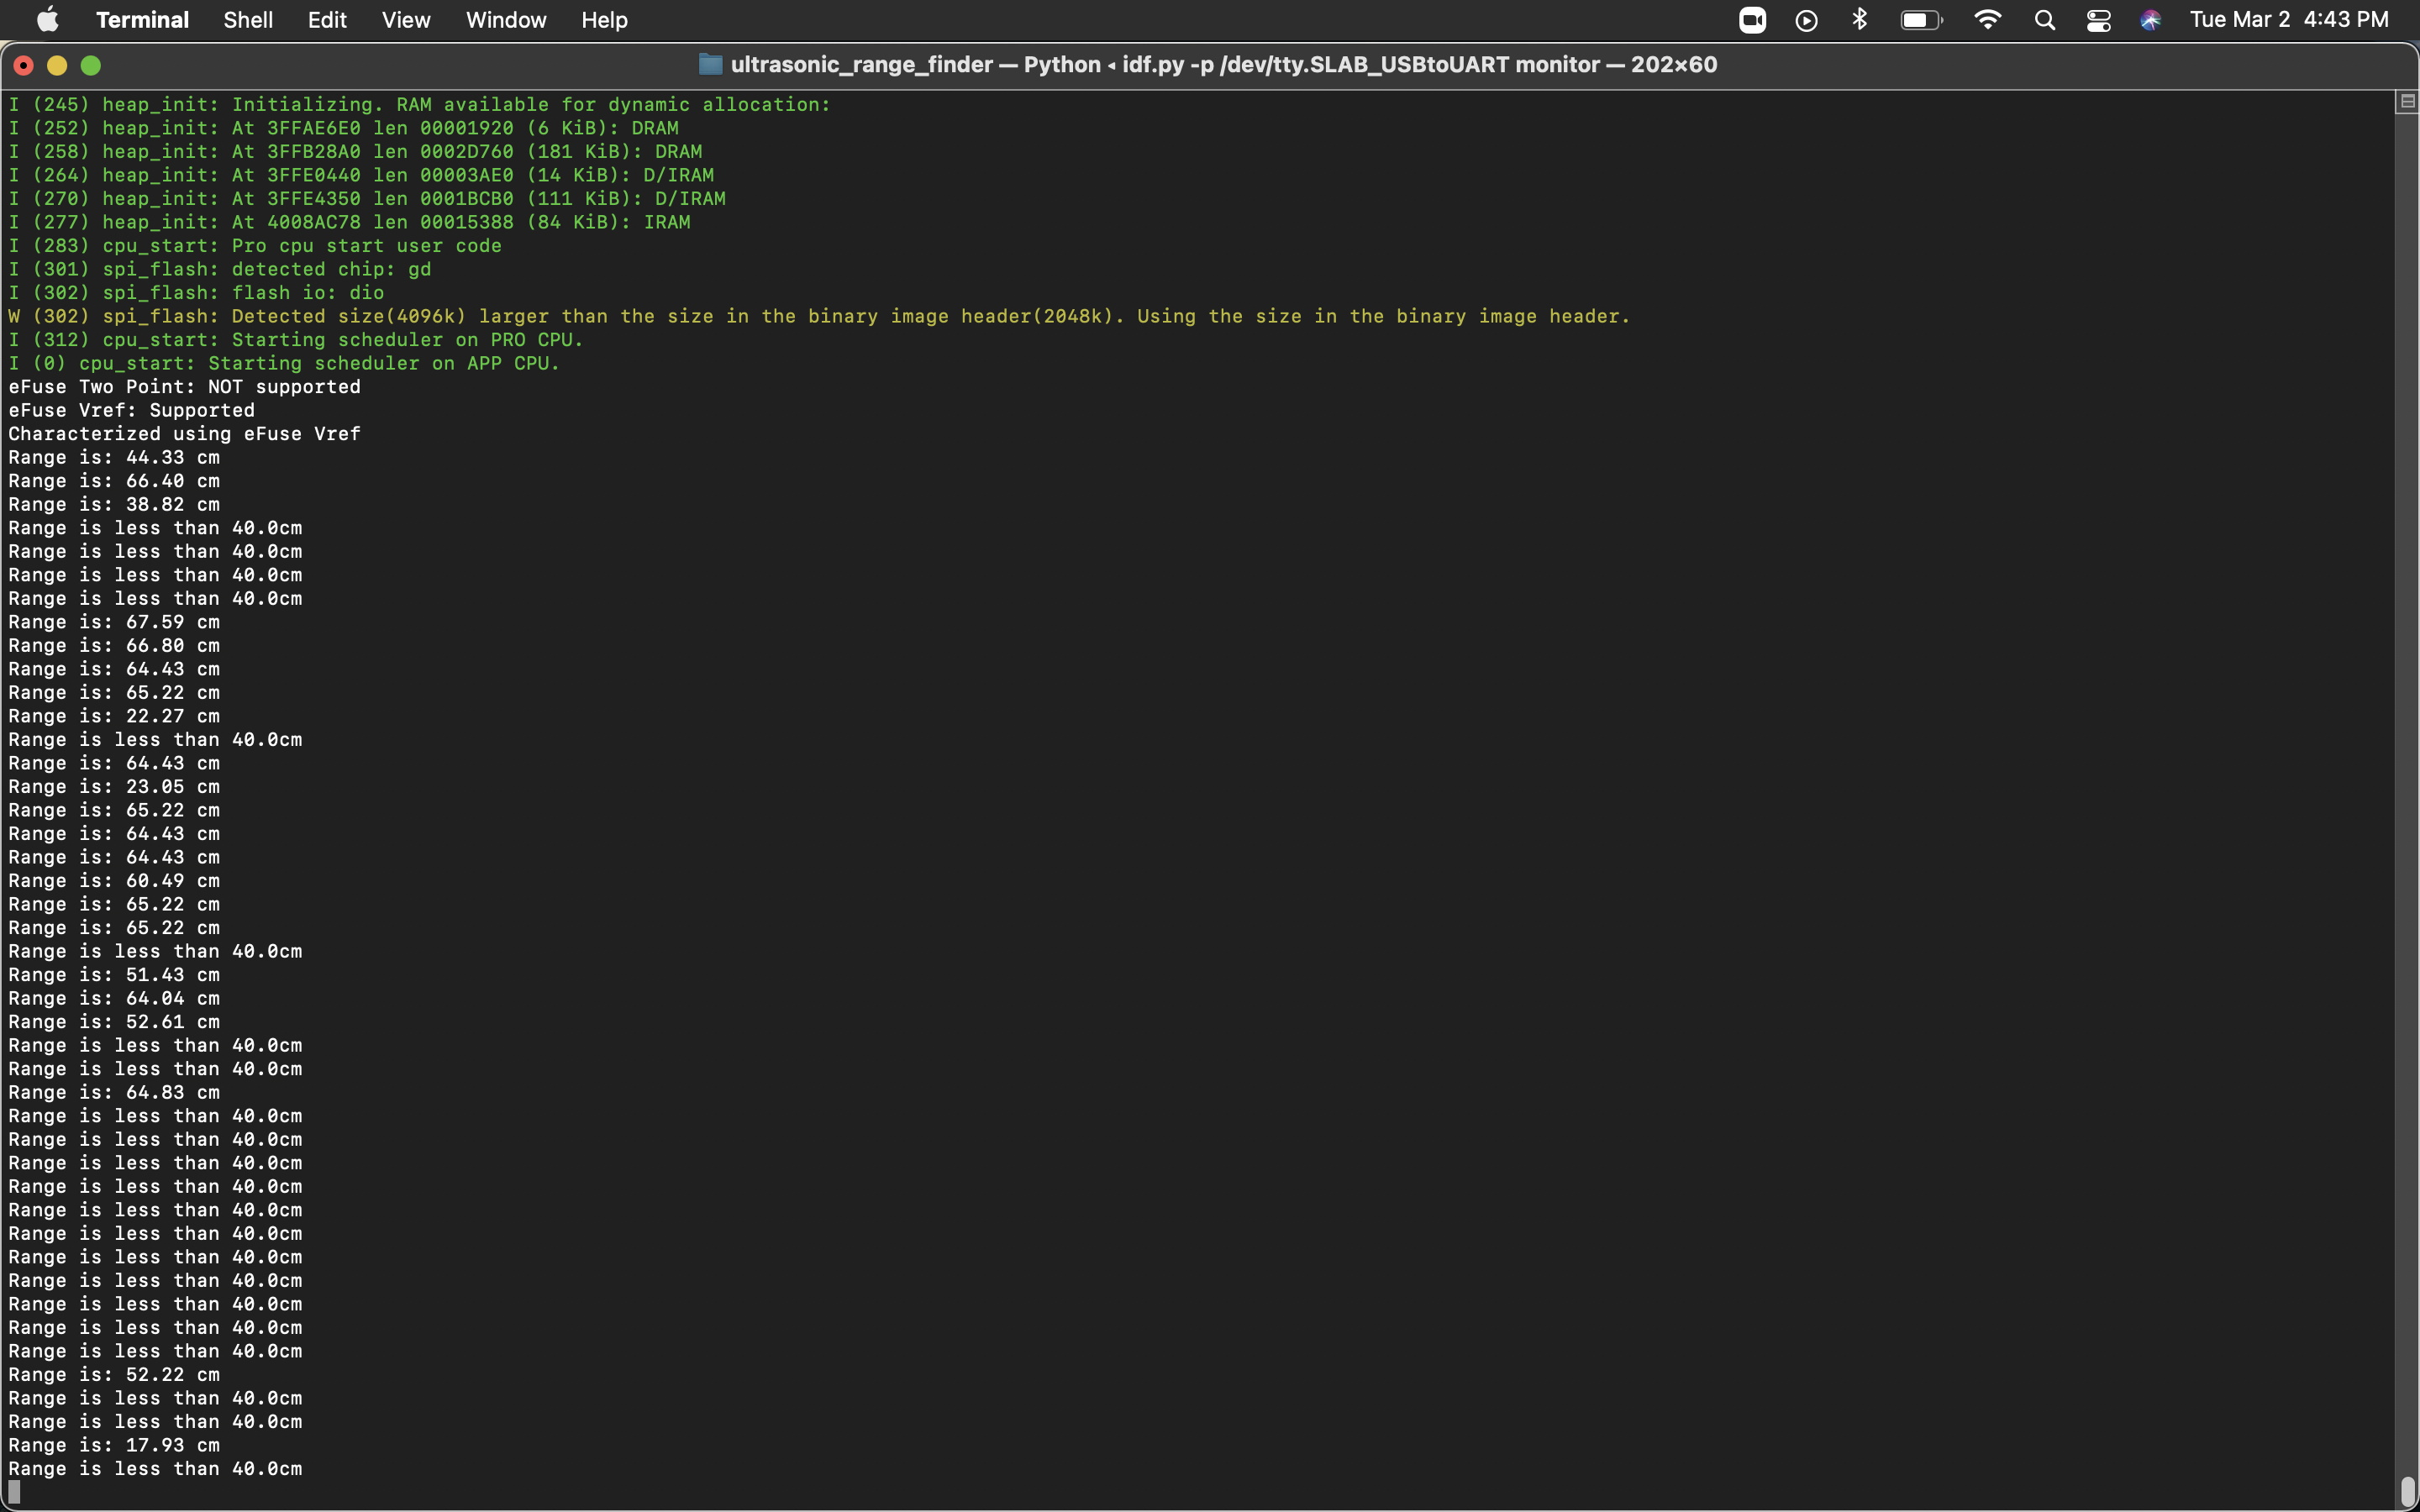 Terminal Shell Edit View Window Help Tue Mar 2 4:43 PM
ultrasonic_range_finder — Python ◂ idf.py -p /dev/tty.SLAB_USBtoUART monitor — 202×60
I (245) heap_init: Initializing. RAM available for dynamic allocation:
I (252) heap_init: At 3FFAE6E0 len 00001920 (6 KiB): DRAM
I (258) heap_init: At 3FFB28A0 len 0002D760 (181 KiB): DRAM
I (264) heap_init: At 3FFE0440 len 00003AE0 (14 KiB): D/IRAM
I (270) heap_init: At 3FFE4350 len 0001BCB0 (111 KiB): D/IRAM
I (277) heap_init: At 4008AC78 len 00015388 (84 KiB): IRAM
I (283) cpu_start: Pro cpu start user code
I (301) spi_flash: detected chip: gd
I (302) spi_flash: flash io: dio
W (302) spi_flash: Detected size(4096k) larger than the size in the binary image header(2048k). Using the size in the binary image header.
I (312) cpu_start: Starting scheduler on PRO CPU.
I (0) cpu_start: Starting scheduler on APP CPU.
eFuse Two Point: NOT supported
eFuse Vref: Supported
Characterized using eFuse Vref
Range is: 44.33 cm
Range is: 66.40 cm
Range is: 38.82 cm
Range is less than 40.0cm
Range is less than 40.0cm
Range is less than 40.0cm
Range is less than 40.0cm
Range is: 67.59 cm
Range is: 66.80 cm
Range is: 64.43 cm
Range is: 65.22 cm
Range is: 22.27 cm
Range is less than 40.0cm
Range is: 64.43 cm
Range is: 23.05 cm
Range is: 65.22 cm
Range is: 64.43 cm
Range is: 64.43 cm
Range is: 60.49 cm
Range is: 65.22 cm
Range is: 65.22 cm
Range is less than 40.0cm
Range is: 51.43 cm
Range is: 64.04 cm
Range is: 52.61 cm
Range is less than 40.0cm
Range is less than 40.0cm
Range is: 64.83 cm
Range is less than 40.0cm
Range is less than 40.0cm
Range is less than 40.0cm
Range is less than 40.0cm
Range is less than 40.0cm
Range is less than 40.0cm
Range is less than 40.0cm
Range is less than 40.0cm
Range is less than 40.0cm
Range is less than 40.0cm
Range is less than 40.0cm
Range is: 52.22 cm
Range is less than 40.0cm
Range is less than 40.0cm
Range is: 17.93 cm
Range is less than 40.0cm